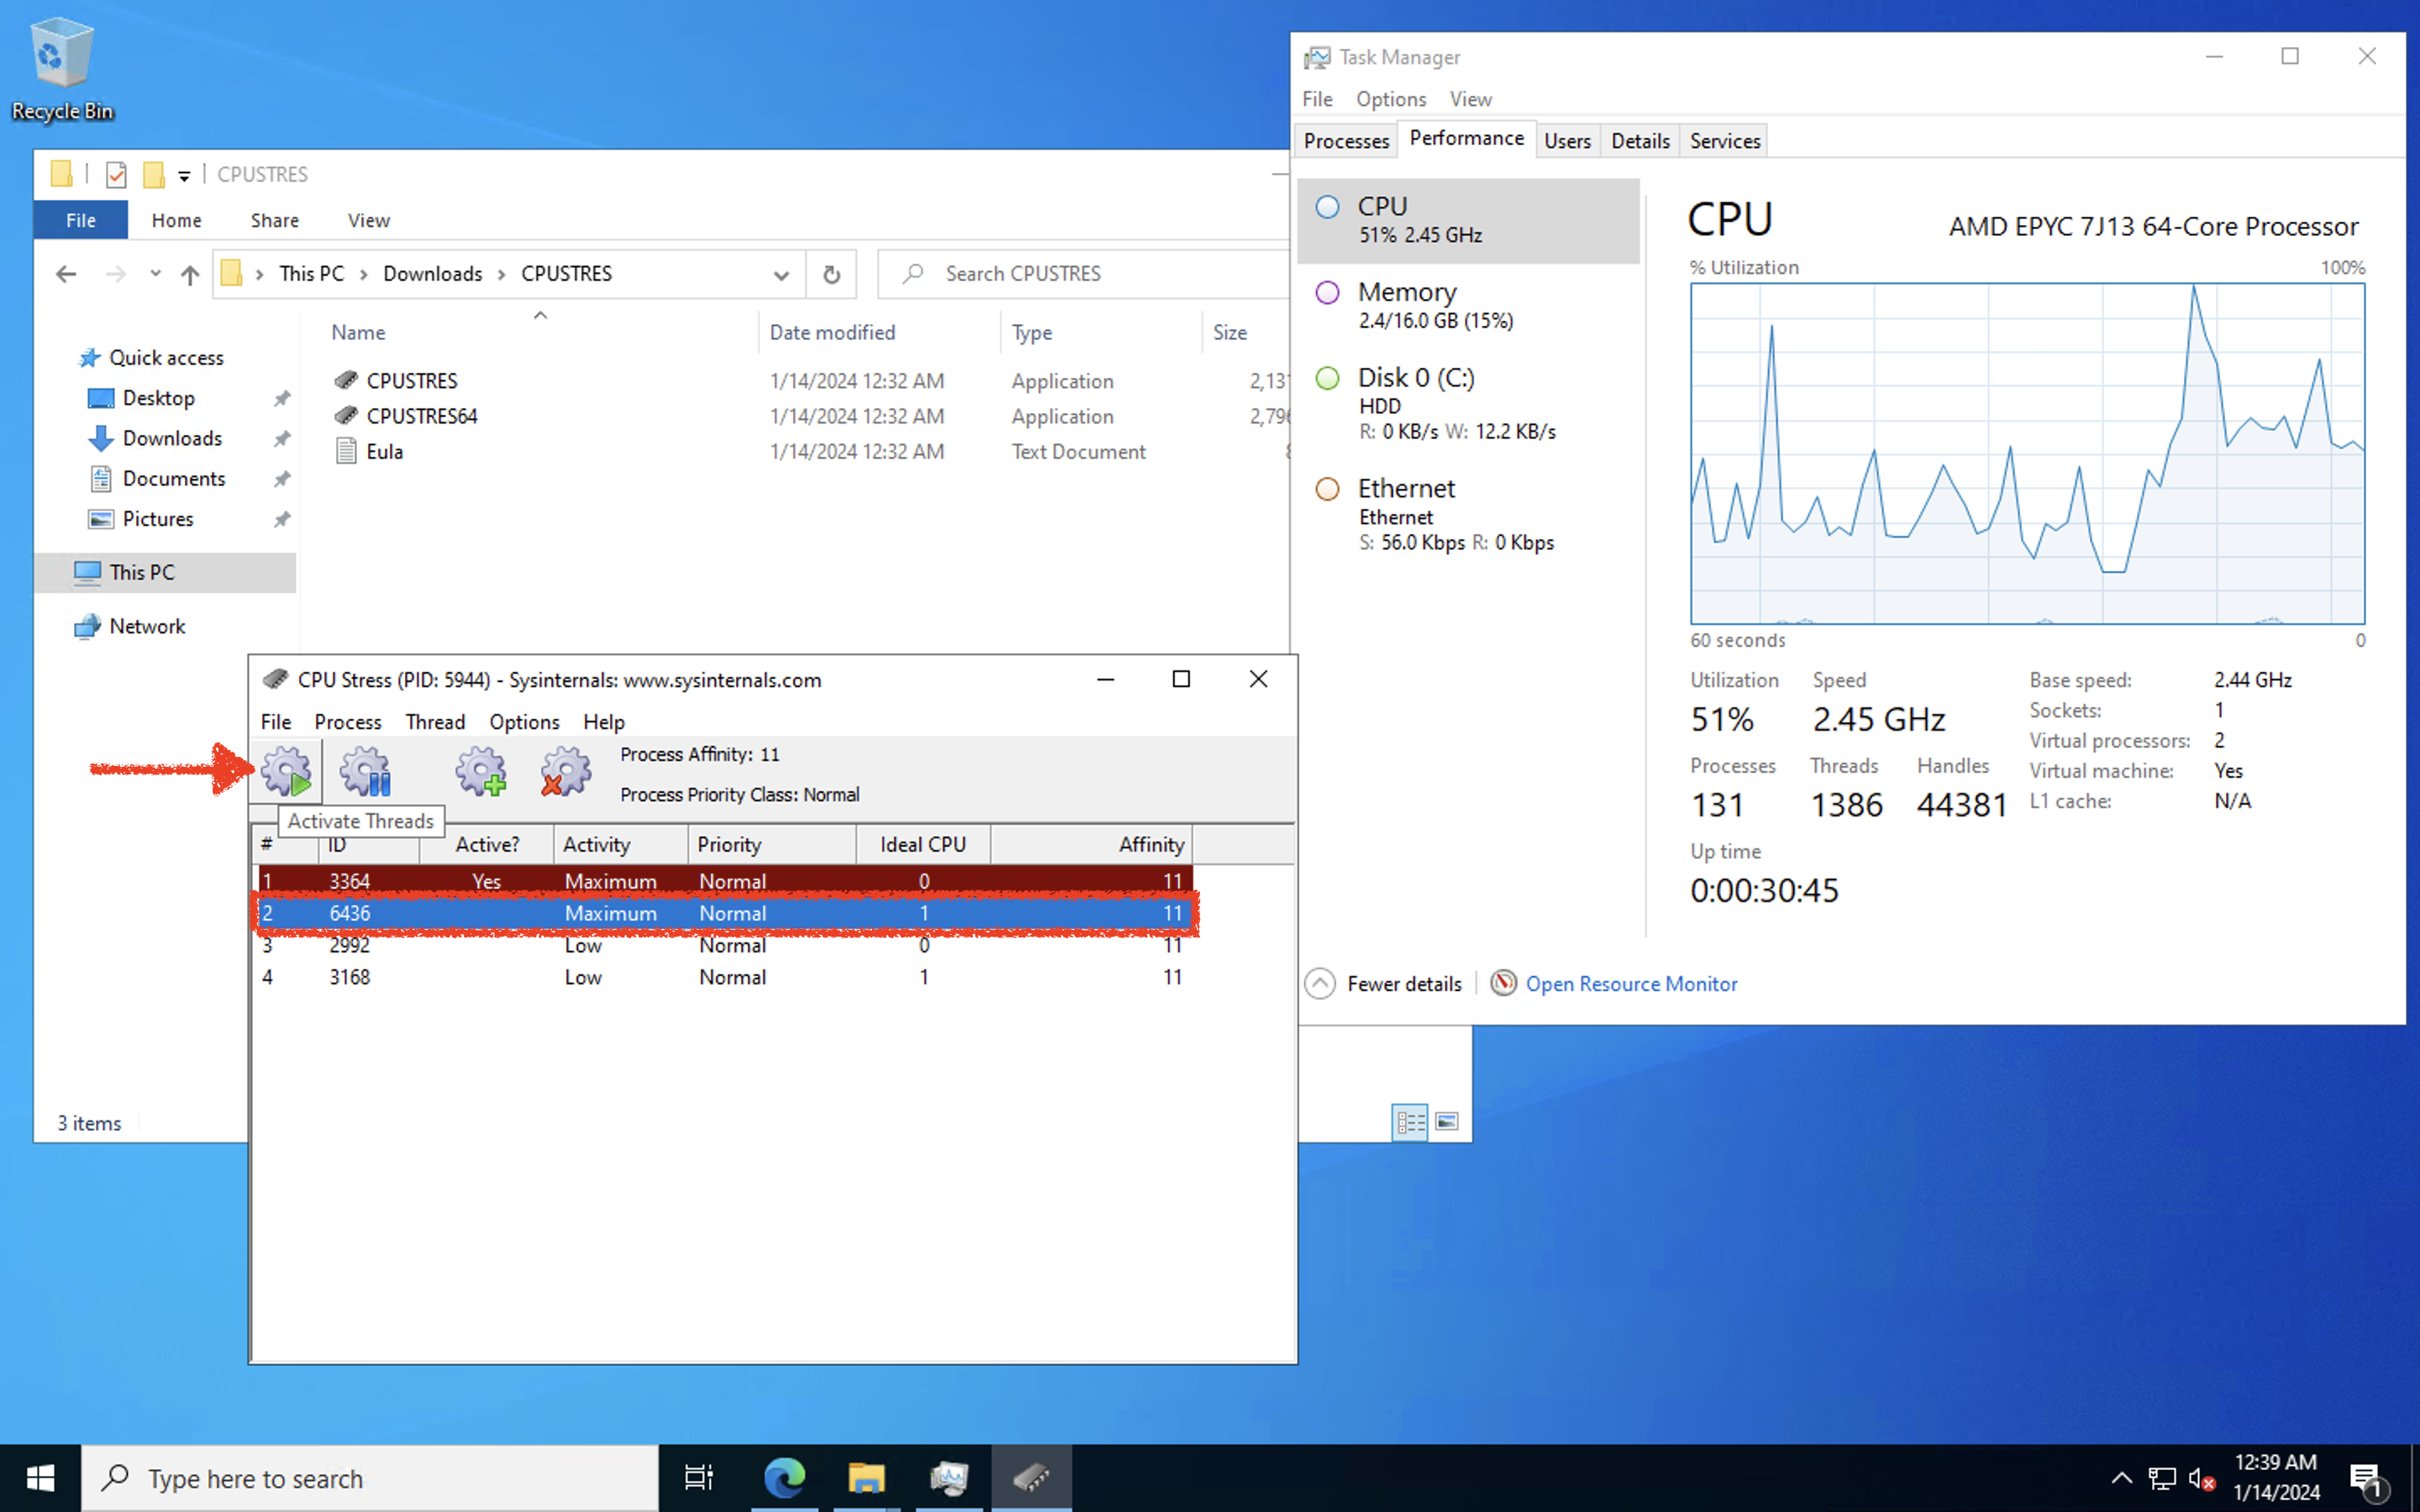 Recycle Bin
CPUSTRES
File Home Share View
This PC > Downloads > CPUSTRES
Search CPUSTRES
Name Date modified Type Size
Quick access
Desktop
Downloads
Documents
Pictures
This PC
Network
CPUSTRES 1/14/2024 12:32 AM Application
CPUSTRES64 1/14/2024 12:32 AM Application
Eula 1/14/2024 12:32 AM Text Document
3 items
Task Manager
File Options View
Processes Performance Users Details Services
CPU
51% 2.45 GHz
Memory
2.4/16.0 GB (15%)
Disk 0 (C:)
HDD
R: 0 KB/s W: 12.2 KB/s
Ethernet
Ethernet
S: 56.0 Kbps R: 0 Kbps
CPU AMD EPYC 7J13 64-Core Processor
% Utilization 100%
60 seconds 0
Utilization Speed
51% 2.45 GHz
Processes Threads Handles
131 1386 44381
Up time
0:00:30:45
Base speed: 2.44 GHz
Sockets: 1
Virtual processors: 2
Virtual machine: Yes
L1 cache: N/A
Fewer details Open Resource Monitor
CPU Stress (PID: 5944) - Sysinternals: www.sysinternals.com
File Process Thread Options Help
Process Affinity: 11
Process Priority Class: Normal
Activate Threads
# ID Active? Activity Priority Ideal CPU Affinity
1 3364 Yes Maximum Normal 0 11
2 6436 Maximum Normal 1 11
3 2992 Low Normal 0 11
4 3168 Low Normal 1 11
Type here to search
12:39 AM
1/14/2024
1